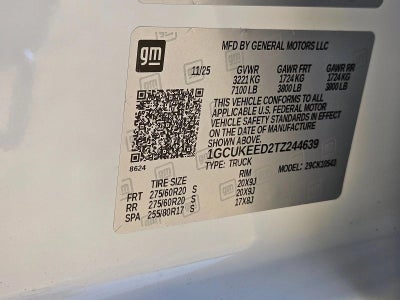 gm
MFD BY GENERAL MOTORS LLC
11/25 GVWR GAWR FRT GAWR RR
3221 KG 1724 KG 1724 KG
7100 LB 3800 LB 3800 LB
THIS VEHICLE CONFORMS TO ALL
APPLICABLE U.S. FEDERAL MOTOR
VEHICLE SAFETY STANDARDS IN EFFECT
ON THE DATE OF MANUFACTURE
1GCUKEED2TZ244639
TYPE: TRUCK MODEL: 29CK10543
8624
TIRE SIZE RIM
FRT 275/60R20 S 20X9J
RR 275/60R20 S 20X9J
SPA 255/80R17 S 17X8J